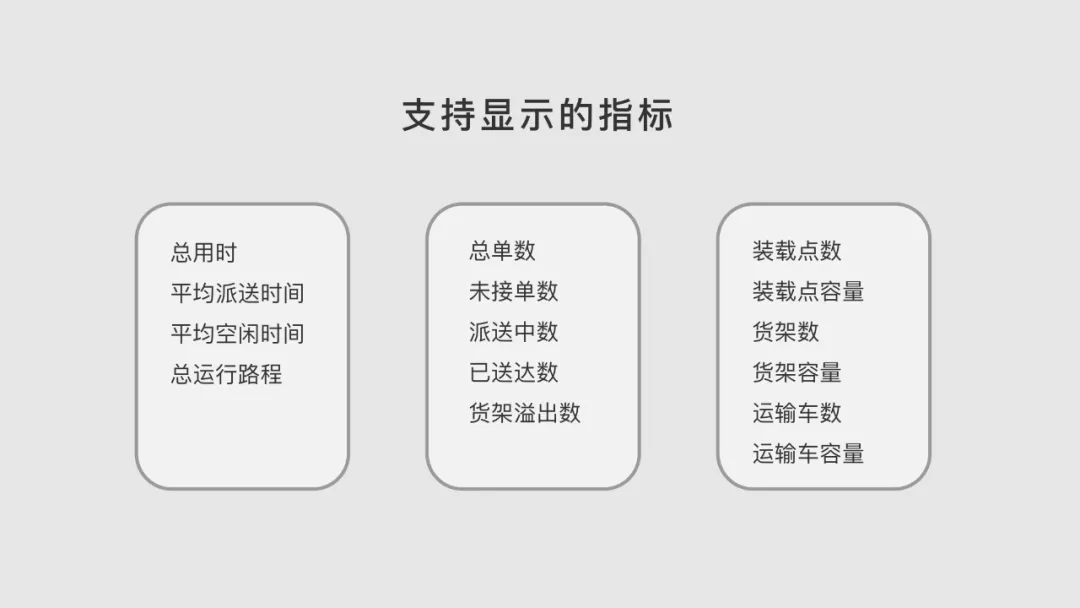 支持显示的指标
总用时
平均派送时间
平均空闲时间
总运行路程
总单数
未接单数
派送中数
已送达数
货架溢出数
装载点数
装载点容量
货架数
货架容量
运输车数
运输车容量